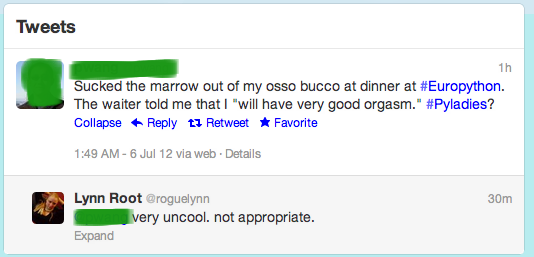 Tweets
1h
Sucked the marrow out of my osso bucco at dinner at #Europython.
The waiter told me that I "will have very good orgasm." #Pyladies?
Collapse Reply Retweet Favorite
1:49 AM - 6 Jul 12 via web · Details
Lynn Root @roguelynn 30m
very uncool. not appropriate.
Expand